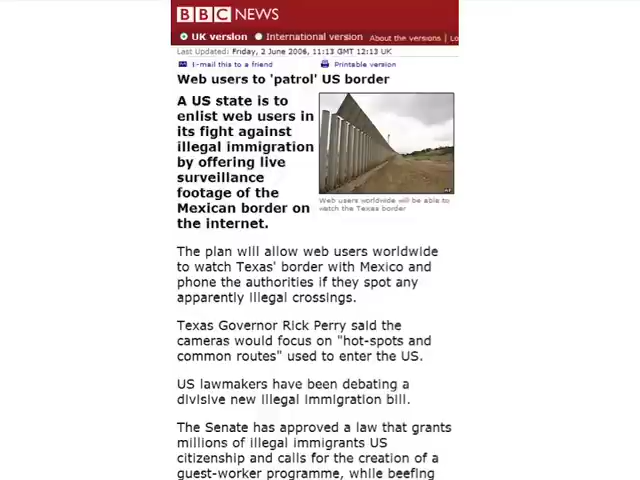 BBC NEWS
UK version International version About the versions | Lo
Last Updated: Friday, 2 June 2006, 11:13 GMT 12:13 UK
E-mail this to a friend Printable version
Web users to 'patrol' US border
A US state is to
enlist web users in
its fight against
illegal immigration
by offering live
surveillance
footage of the
Mexican border on
the internet.
AP
Web users worldwide will be able to
watch the Texas border
The plan will allow web users worldwide
to watch Texas' border with Mexico and
phone the authorities if they spot any
apparently illegal crossings.
Texas Governor Rick Perry said the
cameras would focus on "hot-spots and
common routes" used to enter the US.
US lawmakers have been debating a
divisive new illegal immigration bill.
The Senate has approved a law that grants
millions of illegal immigrants US
citizenship and calls for the creation of a
guest-worker programme, while beefing